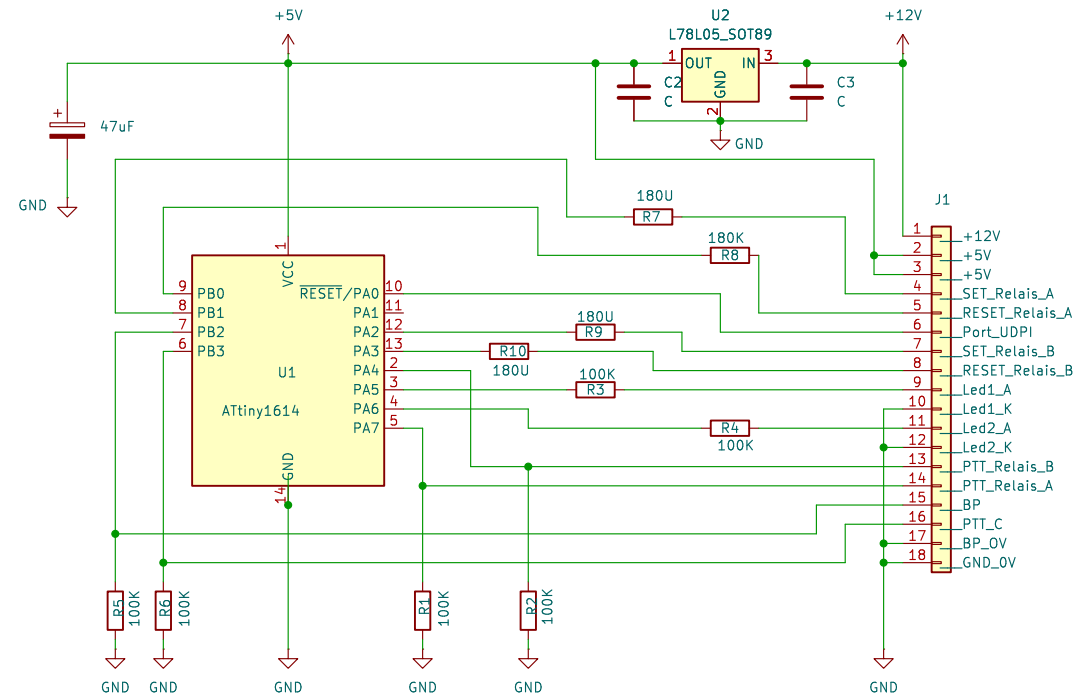 +5V
U2
+12V
L78L05_SOT89
1 OUT IN 3
GND
2
C2
C
C3
C
+
47uF
GND
GND
180U
R7
J1
180K
R8
1 +12V
2 +5V
3 +5V
4 SET_Relais_A
5 RESET_Relais_A
6 Port_UDPI
7 SET_Relais_B
8 RESET_Relais_B
9 Led1_A
10 Led1_K
11 Led2_A
12 Led2_K
13 PTT_Relais_B
14 PTT_Relais_A
15 BP
16 PTT_C
17 BP_0V
18 GND_0V
1
VCC
9 PB0
8 PB1
7 PB2
6 PB3
RESET/PA0 10
PA1 11
PA2 12
PA3 13
PA4 2
PA5 3
PA6 4
PA7 5
U1
ATtiny1614
GND
14
180U
R9
R10
180U
100K
R3
R4
100K
R5
100K
R6
100K
R1
100K
R2
100K
GND
GND
GND
GND
GND
GND